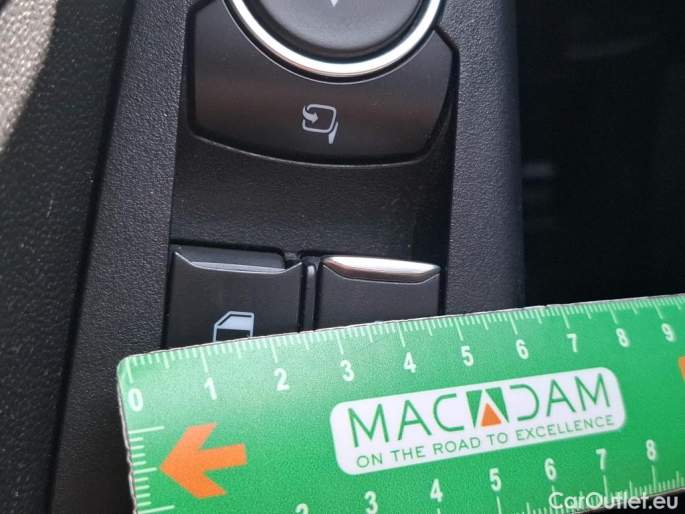 0 1 2 3 4 5 6 7 8 9
MACADAM
ON THE ROAD TO EXCELLENCE
2 3 4 5 6 7 8
CarOutlet.eu